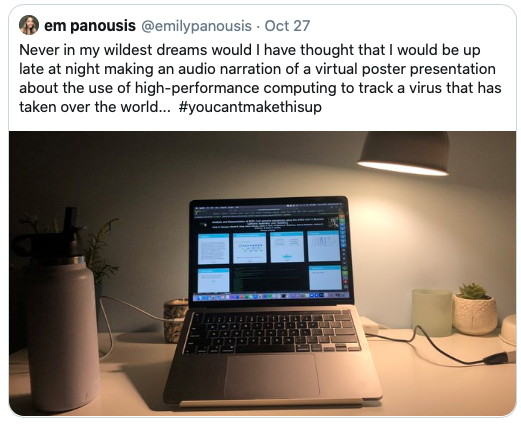 em panousis @emilypanousis · Oct 27
Never in my wildest dreams would I have thought that I would be up
late at night making an audio narration of a virtual poster presentation
about the use of high-performance computing to track a virus that has
taken over the world... #youcantmakethisup